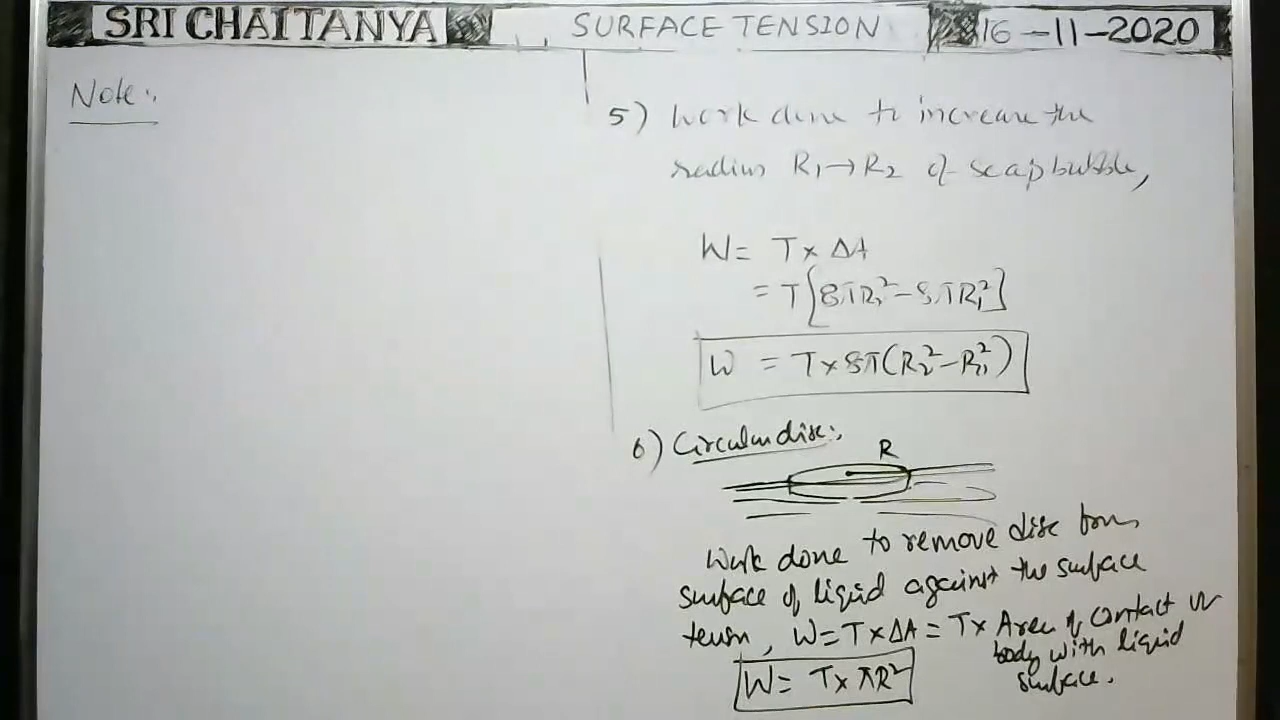 SRI CHAITANYA
SURFACE TENSION
16-11-2020
Note:.
5) Work done to increase the
radius R₁→R₂ of soap bubble,
W= T× ΔA
= T[8πR₂²-8πR₁²]
W = T×8π(R₂²-R₁²)
6) Circular disc:.
R
Work done to remove disc from
surface of liquid against the surface
tension, W=T×ΔA= T× Area of contact of
body with liquid
surface.
W= T×πR²